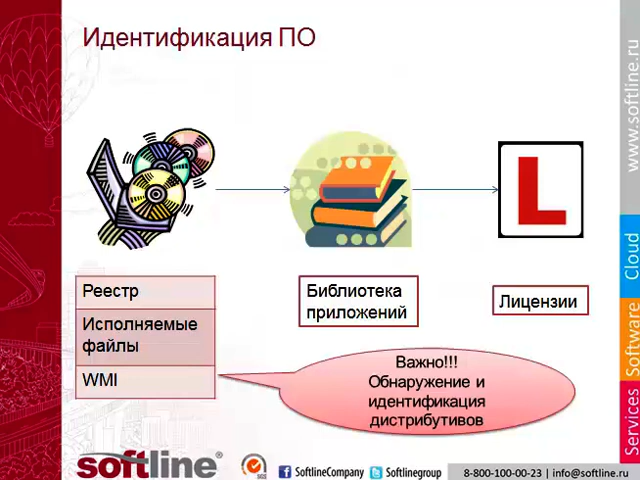 Идентификация ПО
L
Реестр
Исполняемые
файлы
WMI
Библиотека
приложений
Лицензии
Важно!!!
Обнаружение и
идентификация
дистрибутивов
www.softline.ru
Cloud
Software
Services
softline®
SoftlineCompany
Softlinegroup
8-800-100-00-23 | info@softline.ru